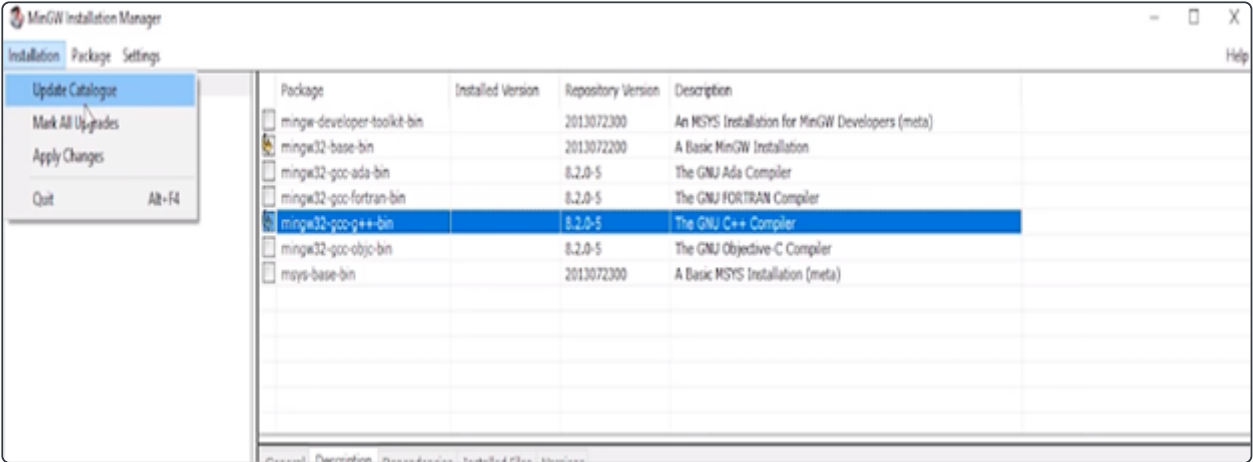 MinGW Installation Manager
Installation Package Settings Help
Update Catalogue
Mark All Upgrades
Apply Changes
Quit Alt+F4
Package Installed Version Repository Version Description
mingw-developer-toolkit-bin 2013072300 An MSYS Installation for MinGW Developers (meta)
mingw32-base-bin 2013072200 A Basic MinGW Installation
mingw32-gcc-ada-bin 8.2.0-5 The GNU Ada Compiler
mingw32-gcc-fortran-bin 8.2.0-5 The GNU FORTRAN Compiler
mingw32-gcc-g++-bin 8.2.0-5 The GNU C++ Compiler
mingw32-gcc-objc-bin 8.2.0-5 The GNU Objective-C Compiler
msys-base-bin 2013072300 A Basic MSYS Installation (meta)
General Description Dependencies Installed Files Versions